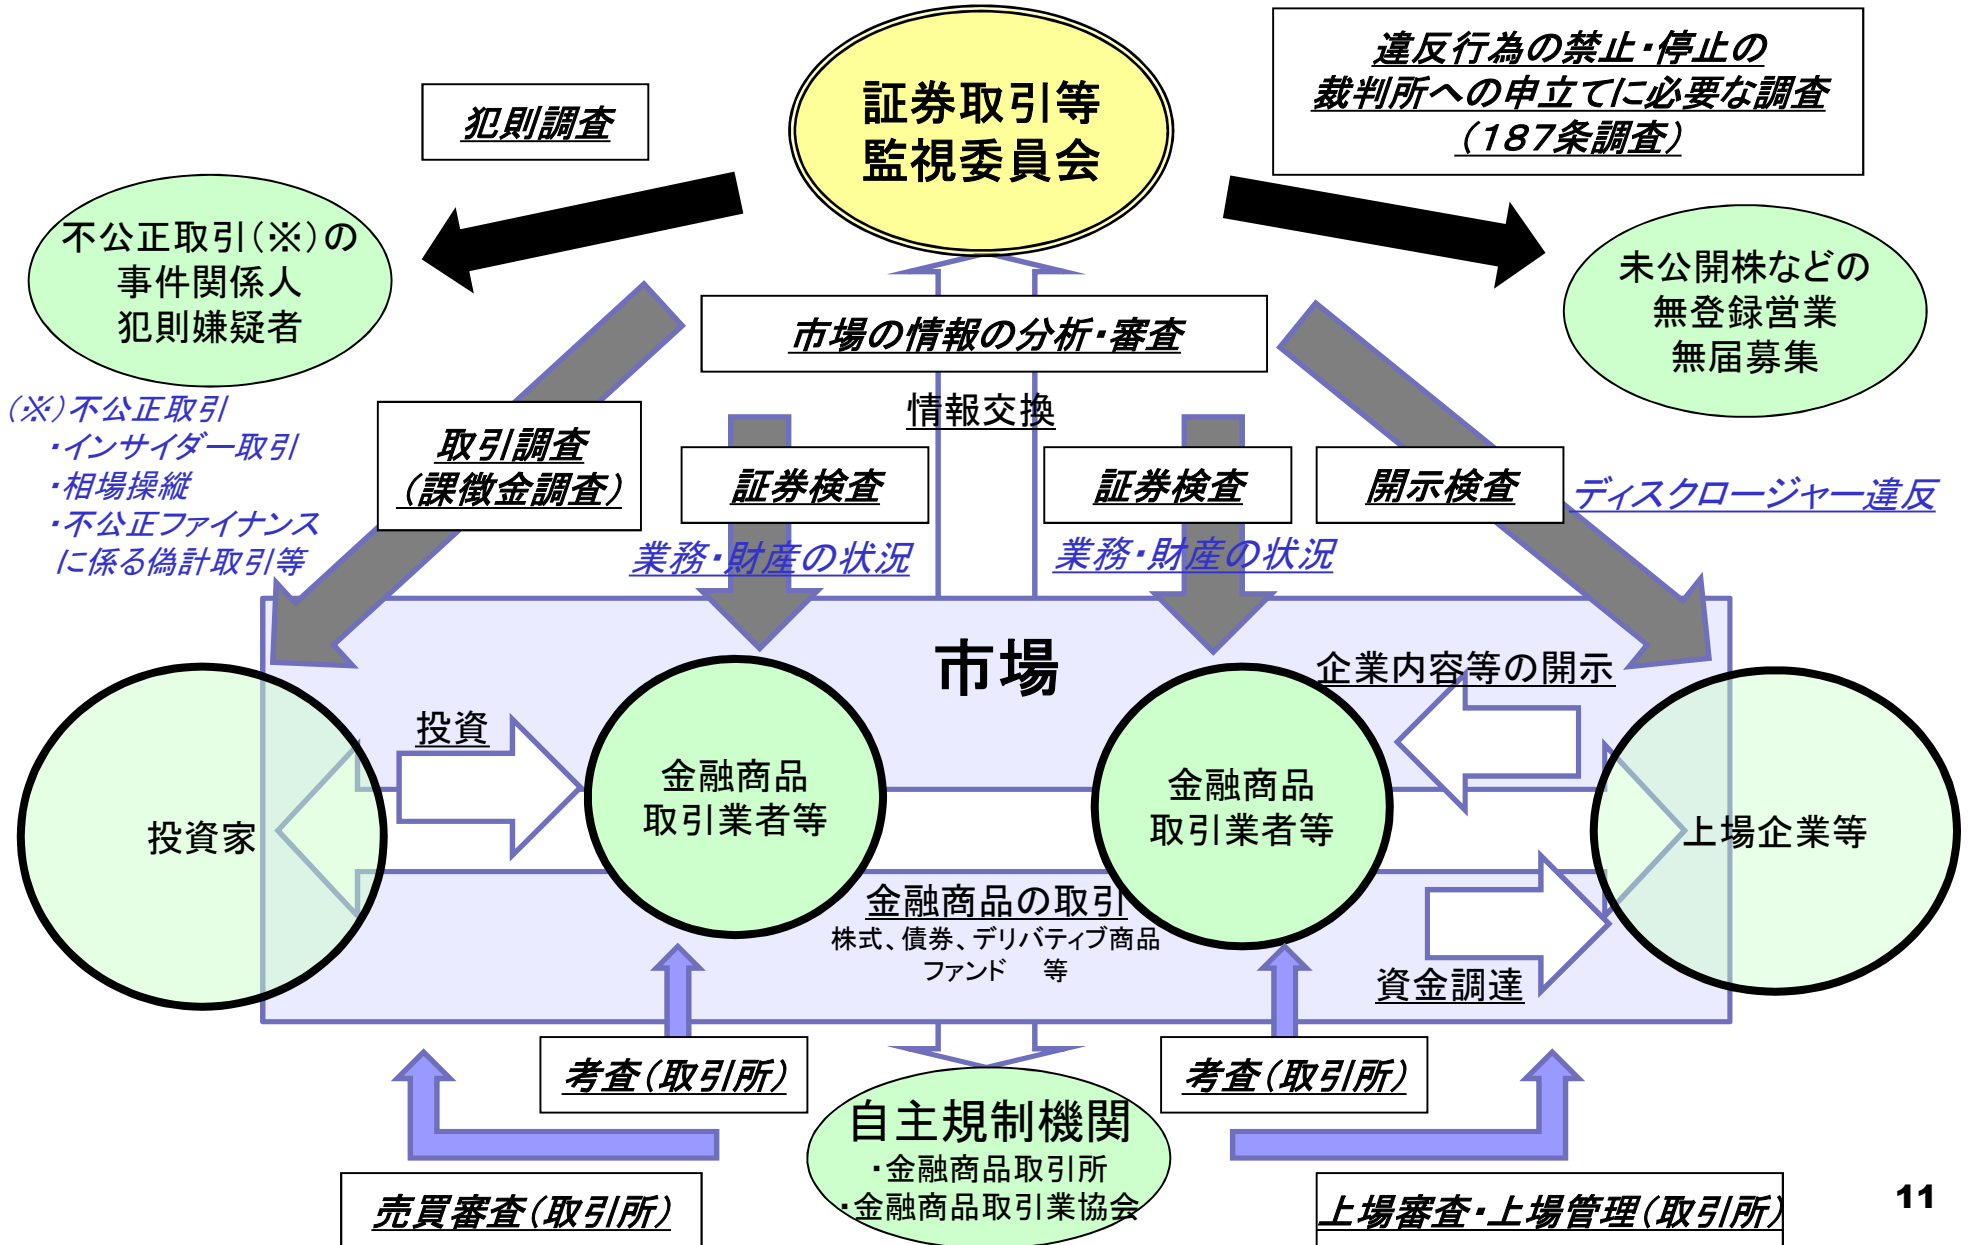 証券取引等
監視委員会
違反行為の禁止・停止の
裁判所への申立てに必要な調査
（187条調査）
犯則調査
不公正取引（※）の
事件関係人
犯則嫌疑者
未公開株などの
無登録営業
無届募集
市場の情報の分析・審査
情報交換
（※）不公正取引
・インサイダー取引
・相場操縦
・不公正ファイナンス
に係る偽計取引等
取引調査
（課徴金調査）
証券検査
証券検査
開示検査
ディスクロージャー違反
業務・財産の状況
業務・財産の状況
市場
企業内容等の開示
投資
金融商品
取引業者等
金融商品
取引業者等
投資家
上場企業等
金融商品の取引
株式、債券、デリバティブ商品
ファンド　等
資金調達
考査（取引所）
考査（取引所）
自主規制機関
・金融商品取引所
・金融商品取引業協会
売買審査（取引所）
上場審査・上場管理（取引所）
11